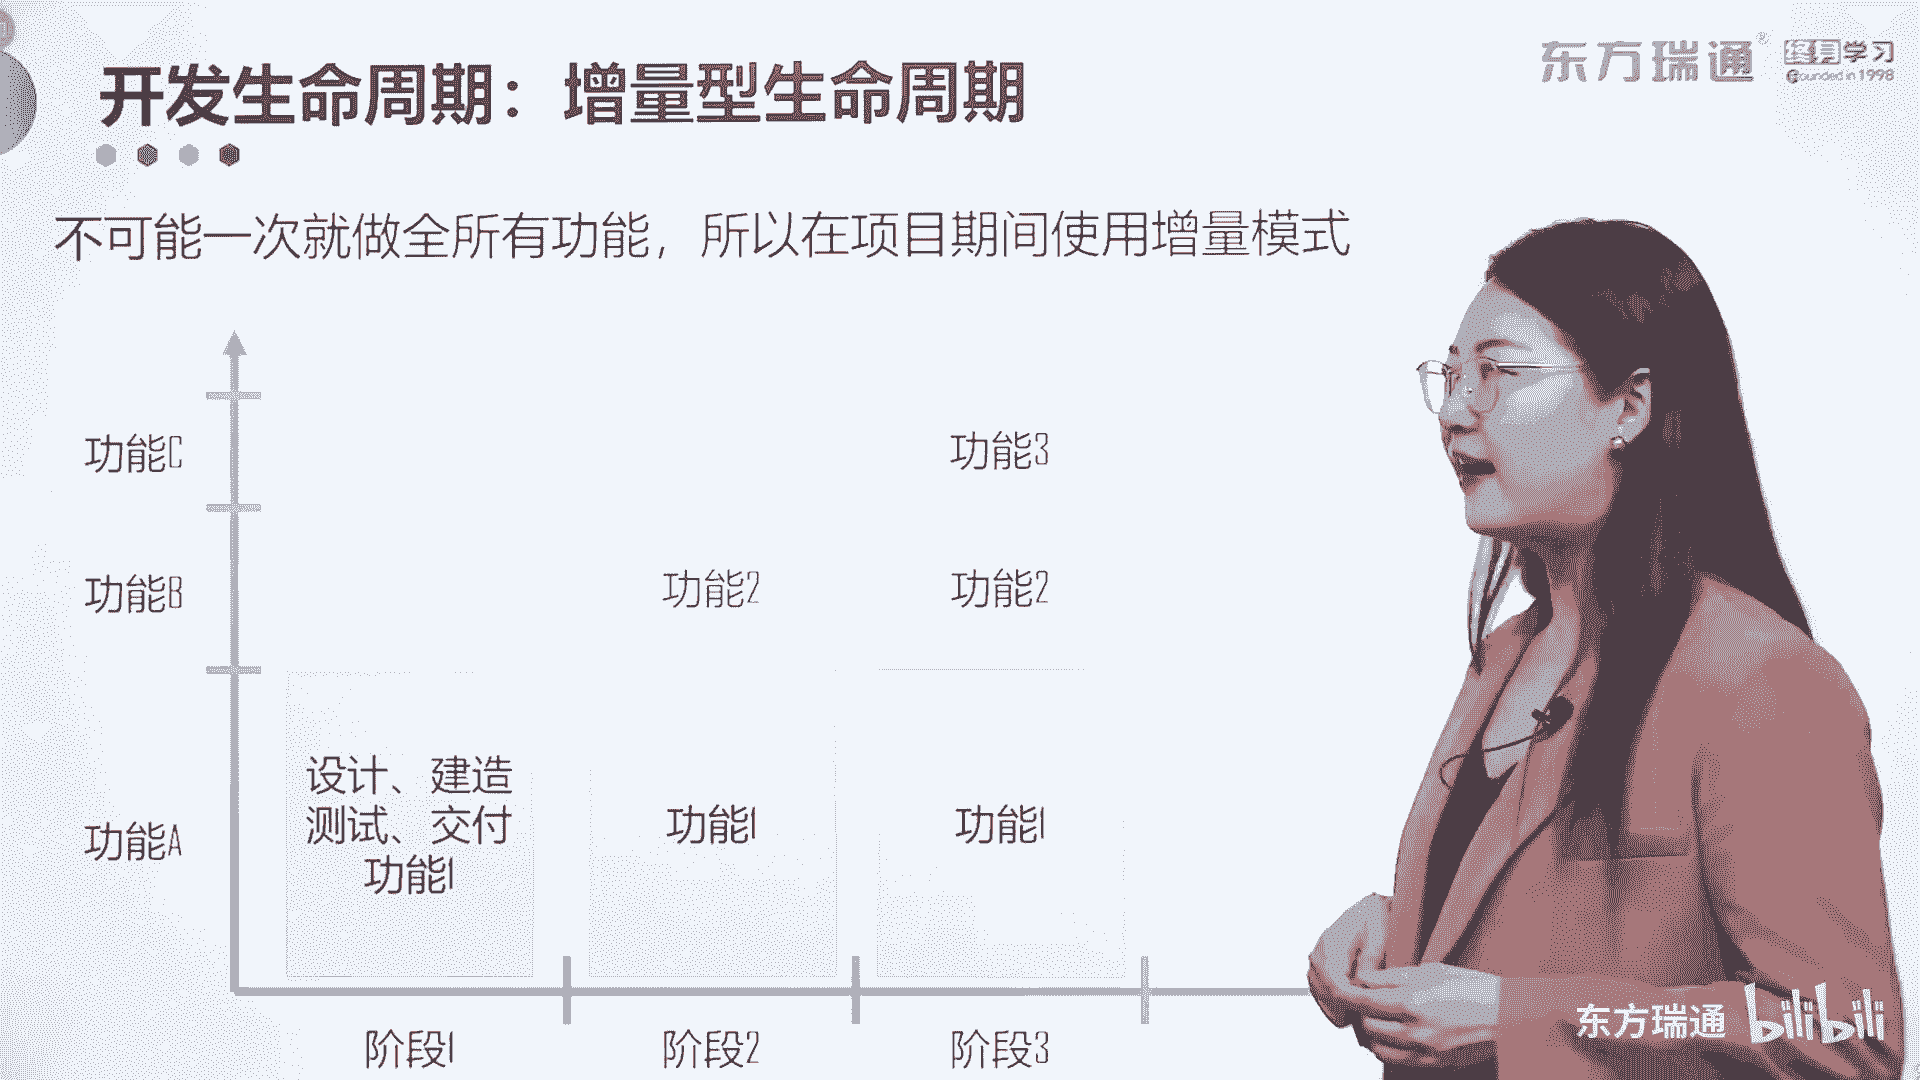 开发生命周期：增量型生命周期
东方瑞通®
终身学习
Founded in 1998
不可能一次就做全所有功能，所以在项目期间使用增量模式
功能C
功能3
功能B
功能2
功能2
功能A
设计、建造
测试、交付
功能1
功能1
功能1
阶段1
阶段2
阶段3
东方瑞通
bilibili